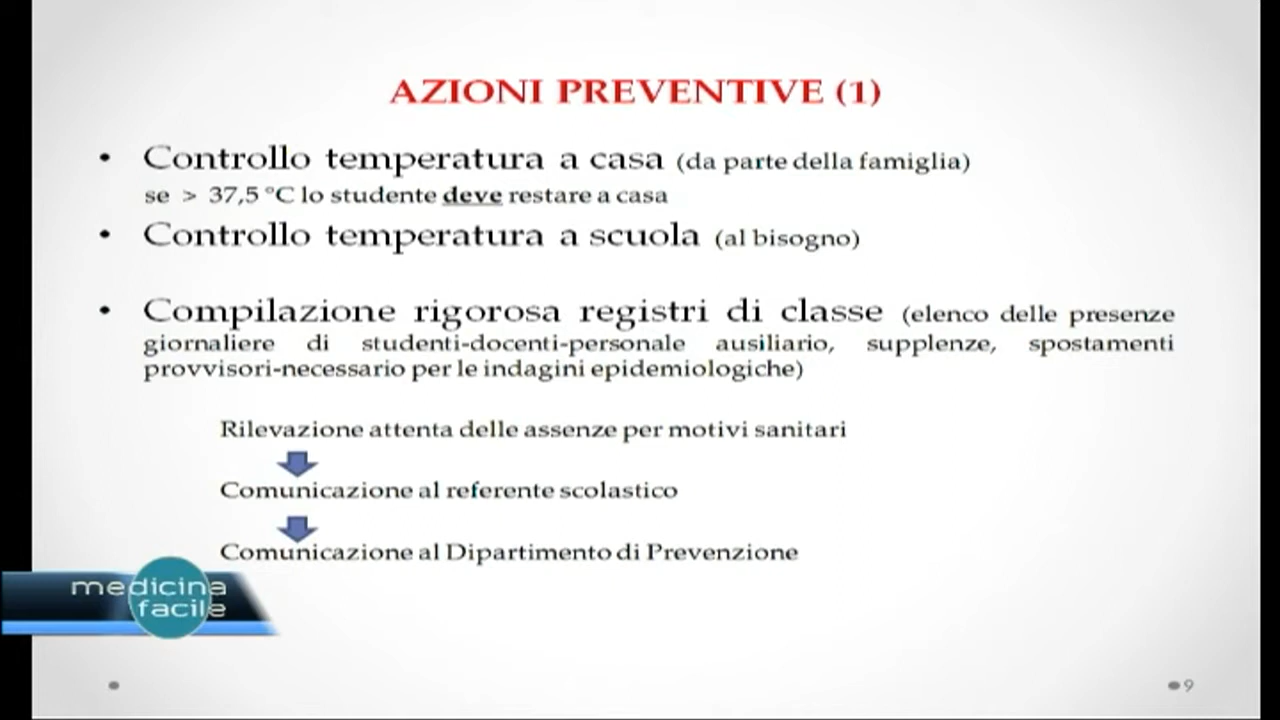 AZIONI PREVENTIVE (1)
• Controllo temperatura a casa (da parte della famiglia)
se > 37,5 °C lo studente deve restare a casa
• Controllo temperatura a scuola (al bisogno)
• Compilazione rigorosa registri di classe (elenco delle presenze
giornaliere di studenti-docenti-personale ausiliario, supplenze, spostamenti
provvisori-necessario per le indagini epidemiologiche)
Rilevazione attenta delle assenze per motivi sanitari
Comunicazione al referente scolastico
Comunicazione al Dipartimento di Prevenzione
medicina
facile
9